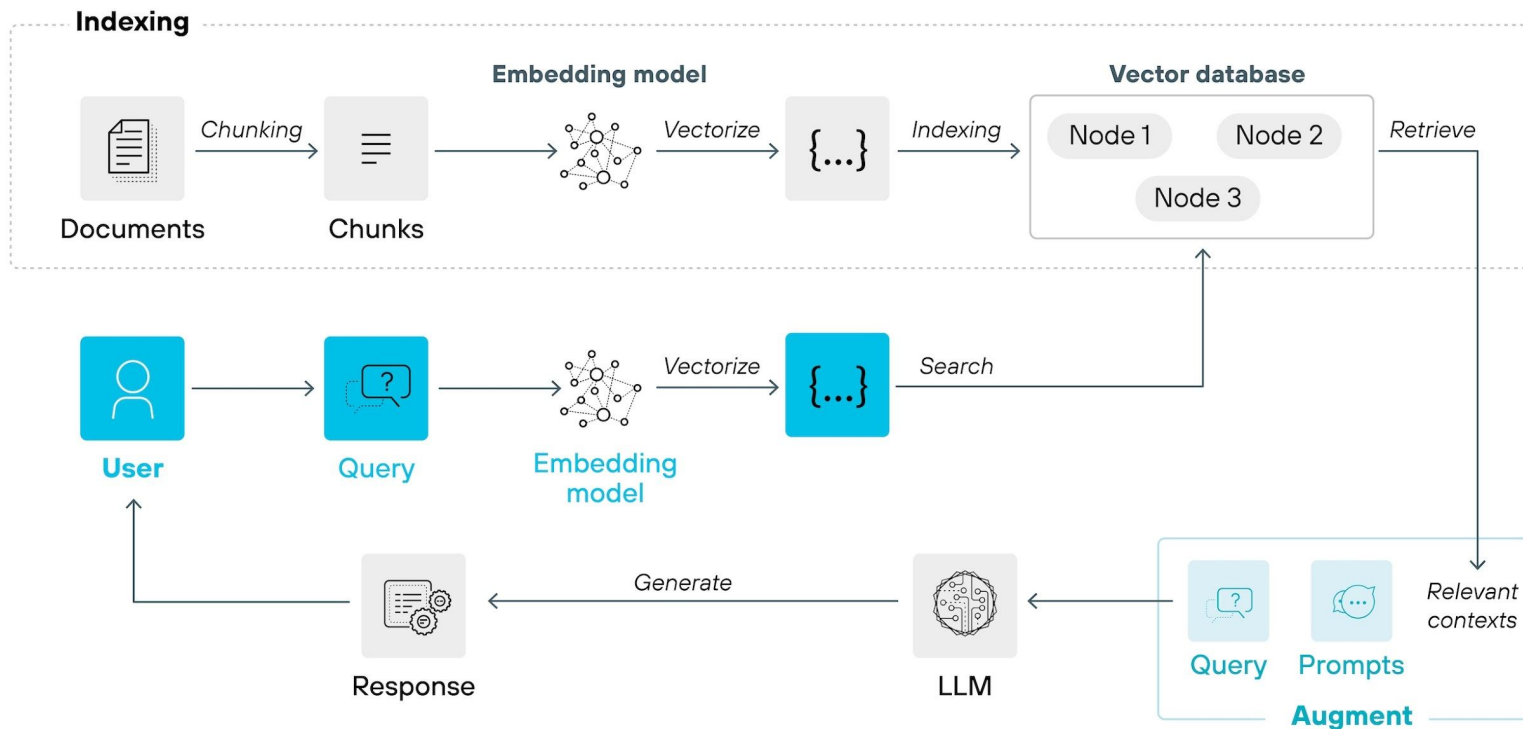 Indexing
Embedding model
Vector database
Chunking
Vectorize
{...}
Indexing
Node 1
Node 2
Node 3
Retrieve
Documents
Chunks
?
Vectorize
{...}
Search
User
Query
Embedding
model
Generate
Response
LLM
?
Relevant
contexts
Query
Prompts
Augment